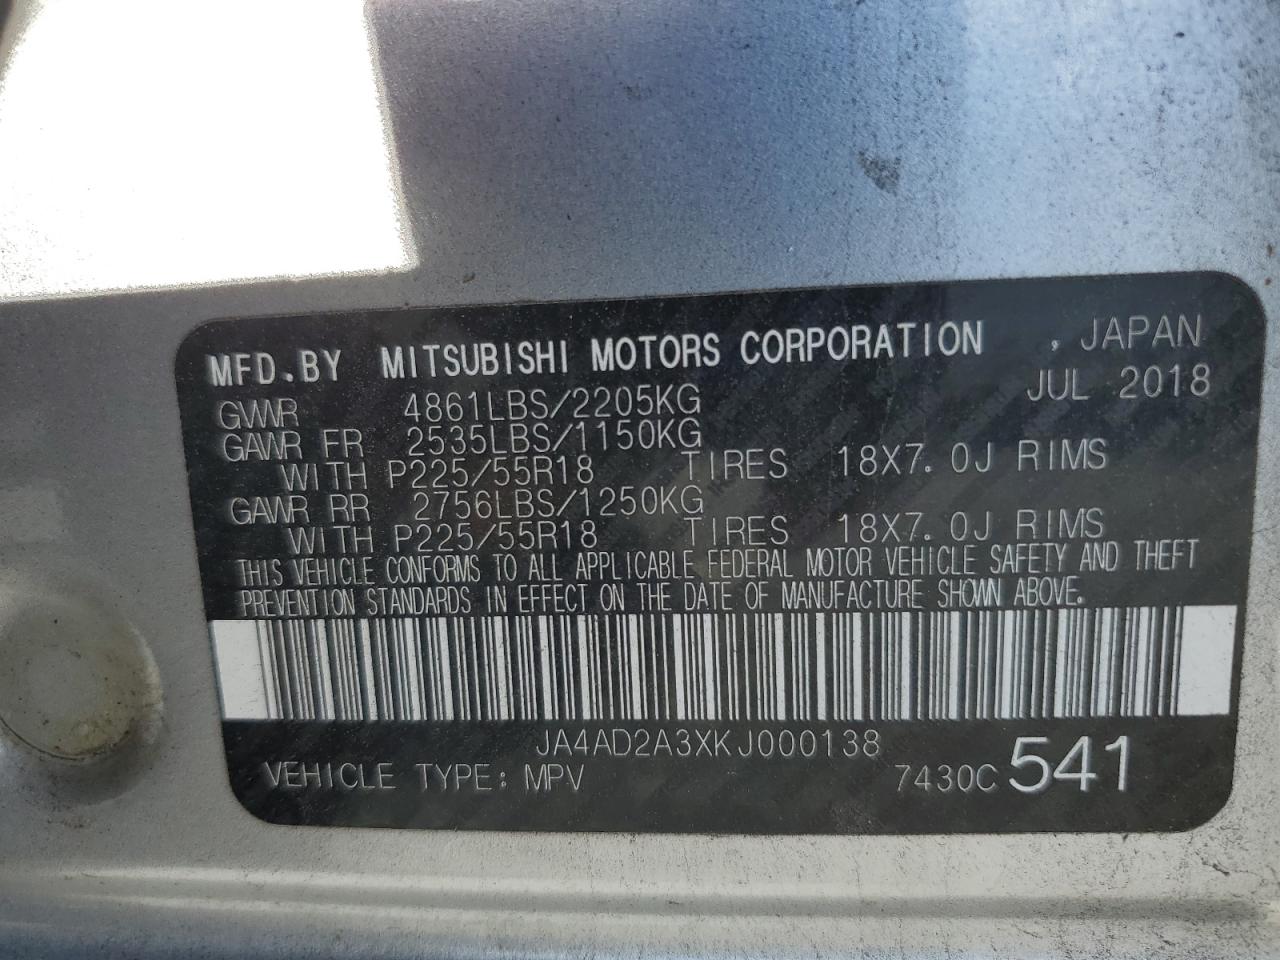 MFD.BY MITSUBISHI MOTORS CORPORATION , JAPAN
GVWR 4861LBS/2205KG JUL 2018
GAWR FR 2535LBS/1150KG
WITH P225/55R18 TIRES 18X7.0J RIMS
GAWR RR 2756LBS/1250KG
WITH P225/55R18 TIRES 18X7.0J RIMS
THIS VEHICLE CONFORMS TO ALL APPLICABLE FEDERAL MOTOR VEHICLE SAFETY AND THEFT
PREVENTION STANDARDS IN EFFECT ON THE DATE OF MANUFACTURE SHOWN ABOVE.
JA4AD2A3XKJ000138
VEHICLE TYPE: MPV 7430C 541